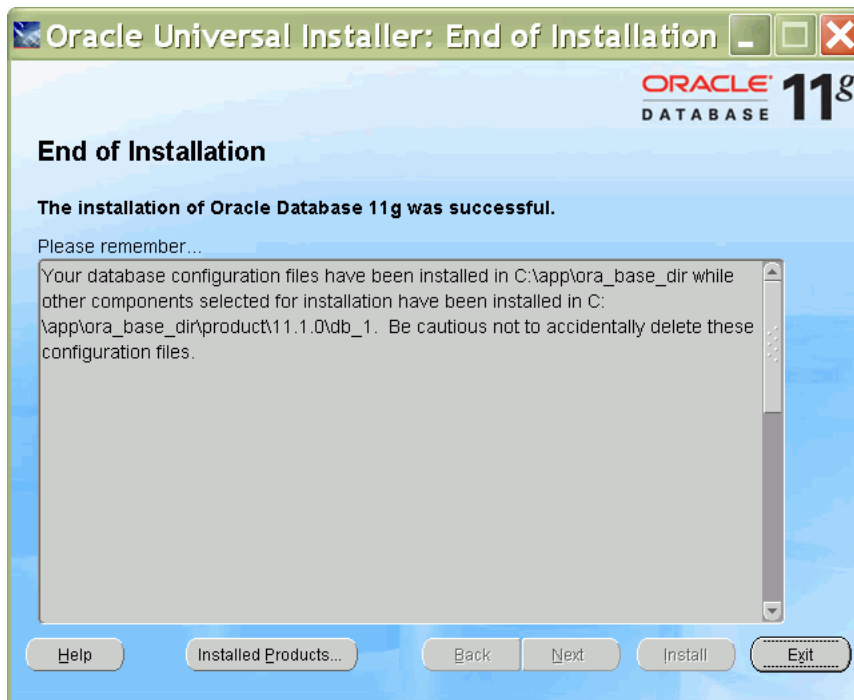 Oracle Universal Installer: End of Installation
ORACLE 11g
DATABASE
End of Installation
The installation of Oracle Database 11g was successful.
Please remember...
Your database configuration files have been installed in C:\app\ora_base_dir while
other components selected for installation have been installed in C:
\app\ora_base_dir\product\11.1.0\db_1. Be cautious not to accidentally delete these
configuration files.
Help Installed Products... Back Next Install Exit